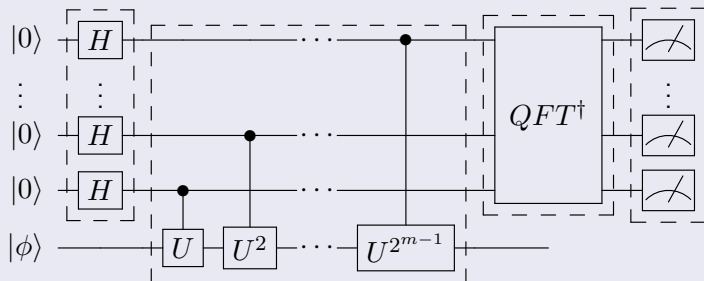 |0⟩ H ··· 
⋮ ⋮ ⋮
|0⟩ H ··· QFT†
|0⟩ H ···
|ϕ⟩ U U² ··· U^{2^{m−1}}